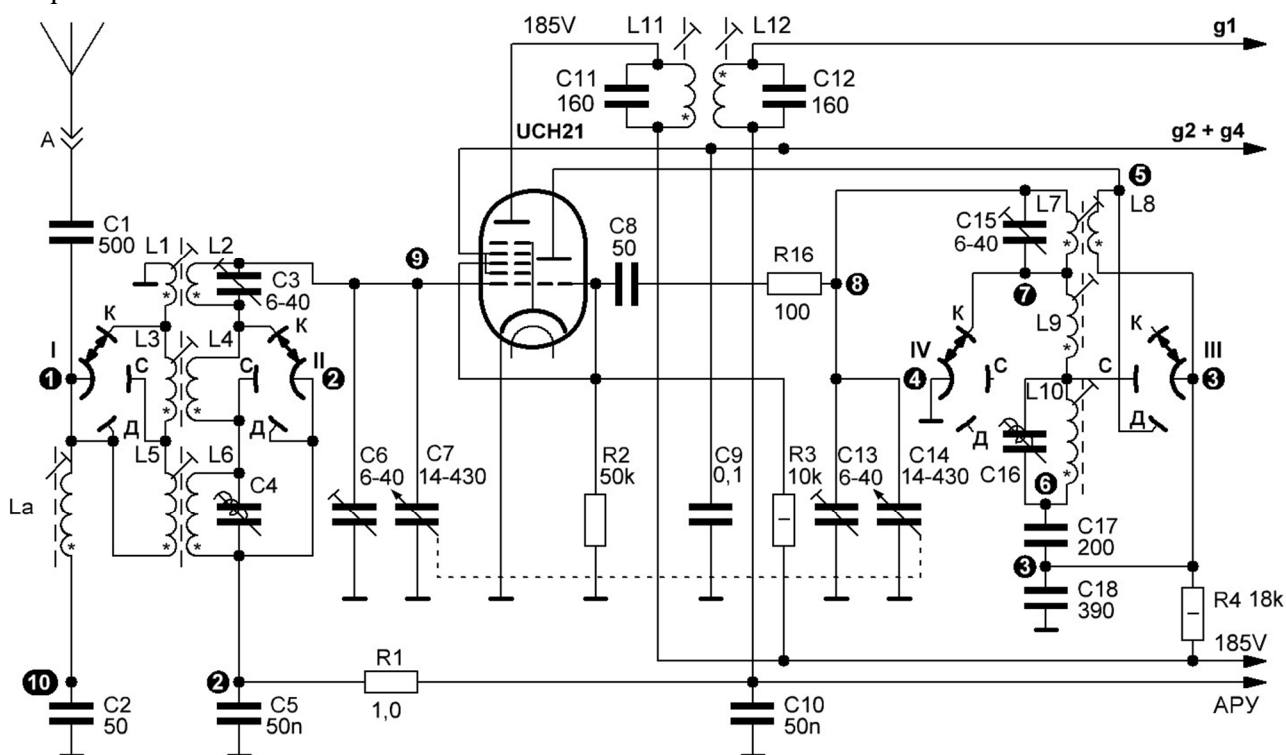 185V
L11
L12
g1
C11
160
C12
160
A
UCH21
g2 + g4
5
C1
500
L1
L2
C3
6-40
9
C8
50
R16
100
8
C15
6-40
L7
L8
7
L9
К
К
I
L3
L4
С
С
II
1
2
Д
Д
L5
L6
К
К
IV
III
С
С
4
3
L10
Д
Д
La
C4
C6
6-40
C7
14-430
R2
50k
C9
0,1
R3
10k
C13
6-40
C14
14-430
C16
6
C17
200
3
C18
390
R4 18k
185V
10
C2
50
2
C5
50n
R1
1,0
C10
50n
АРУ